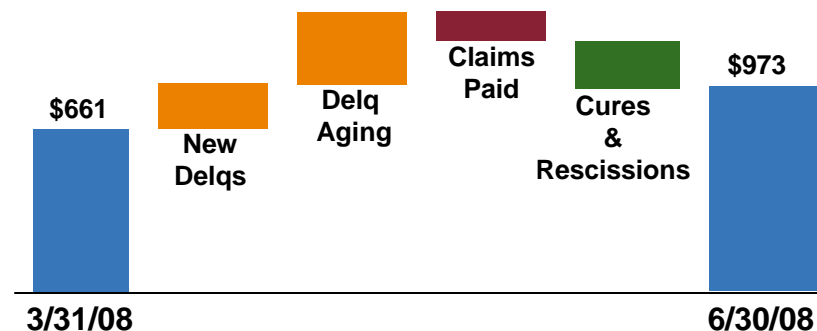 $661
New
Delqs
Delq
Aging
Claims
Paid
Cures
&
Rescissions
$973
3/31/08
6/30/08